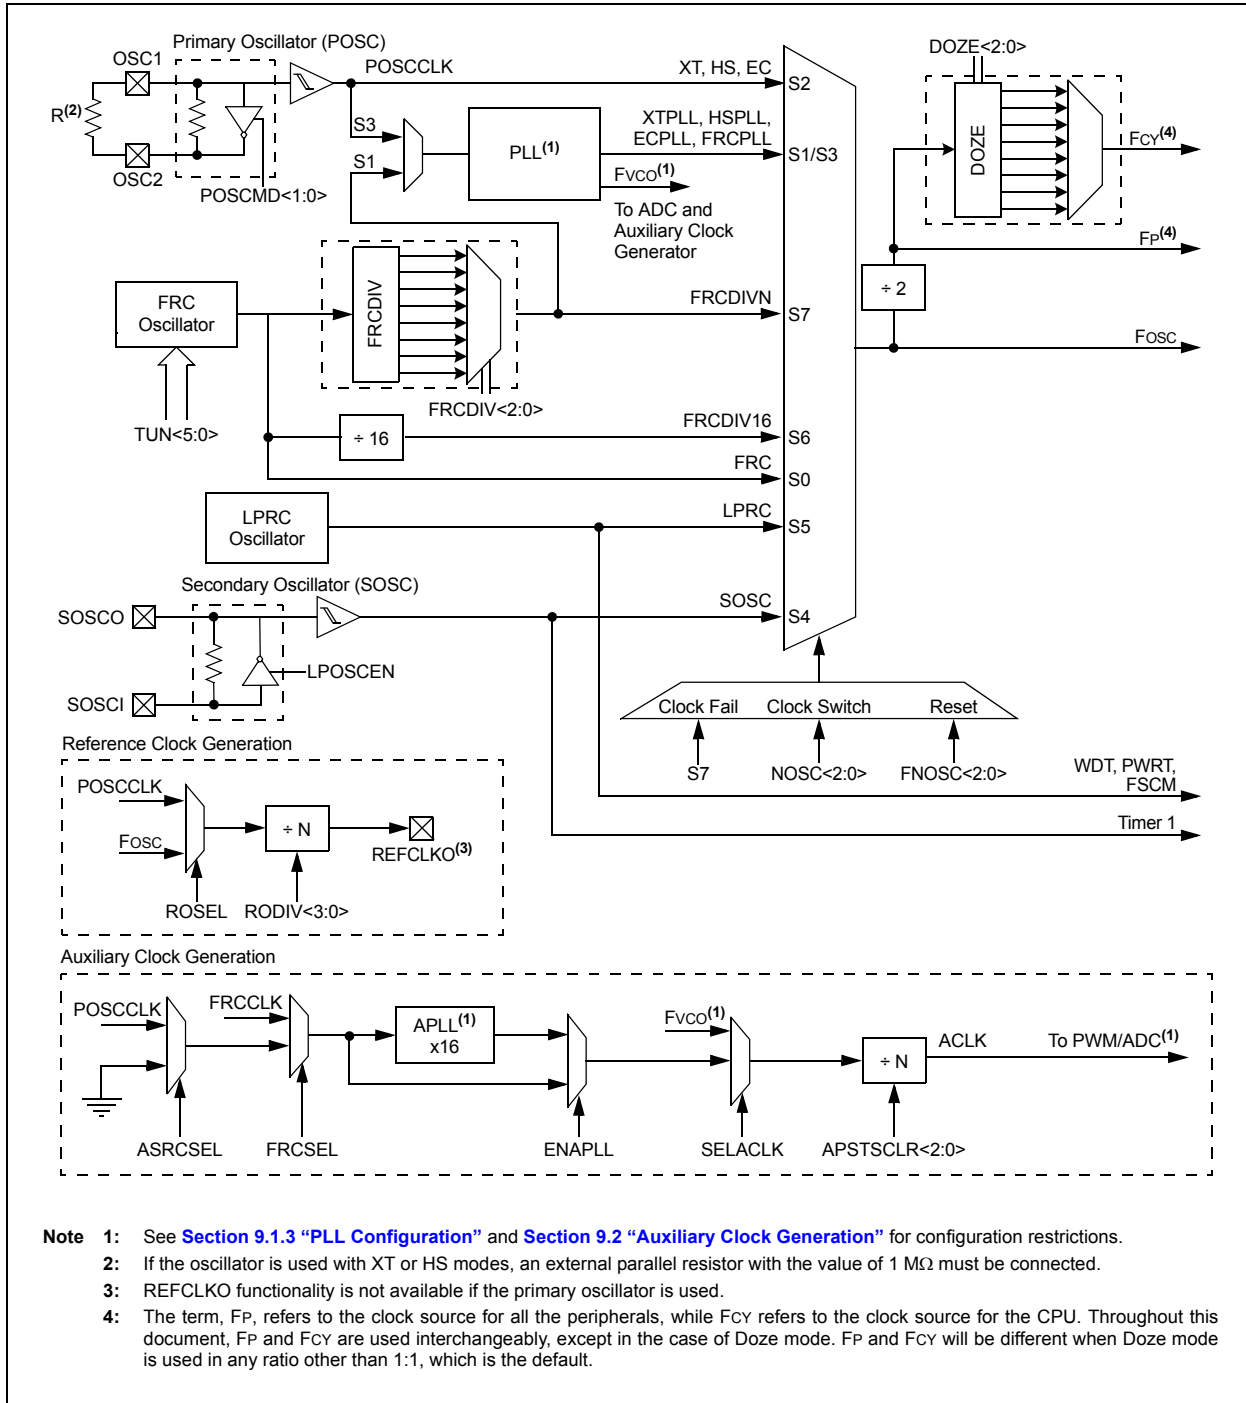 Primary Oscillator (POSC)
OSC1
R(2)
OSC2
POSCMD<1:0>
POSCCLK
XT, HS, EC
S2
S3
S1
PLL(1)
XTPLL, HSPLL,
ECPLL, FRCPLL
S1/S3
FVCO(1)
To ADC and
Auxiliary Clock
Generator
DOZE<2:0>
DOZE
FCY(4)
FP(4)
÷ 2
FOSC
FRC
Oscillator
TUN<5:0>
FRCDIV
FRCDIV<2:0>
FRCDIVN
S7
÷ 16
FRCDIV16
S6
FRC
S0
LPRC
Oscillator
LPRC
S5
Secondary Oscillator (SOSC)
SOSCO
SOSCI
LPOSCEN
SOSC
S4
Clock Fail
Clock Switch
Reset
S7
NOSC<2:0>
FNOSC<2:0>
WDT, PWRT,
FSCM
Timer 1
Reference Clock Generation
POSCCLK
FOSC
÷ N
REFCLKO(3)
ROSEL
RODIV<3:0>
Auxiliary Clock Generation
POSCCLK
FRCCLK
APLL(1)
x16
FVCO(1)
÷ N
ACLK
To PWM/ADC(1)
ASRCSEL
FRCSEL
ENAPLL
SELACLK
APSTSCLR<2:0>
Note 1: See Section 9.1.3 “PLL Configuration” and Section 9.2 “Auxiliary Clock Generation” for configuration restrictions.
2: If the oscillator is used with XT or HS modes, an external parallel resistor with the value of 1 MΩ must be connected.
3: REFCLKO functionality is not available if the primary oscillator is used.
4: The term, FP, refers to the clock source for all the peripherals, while FCY refers to the clock source for the CPU. Throughout this
document, FP and FCY are used interchangeably, except in the case of Doze mode. FP and FCY will be different when Doze mode
is used in any ratio other than 1:1, which is the default.